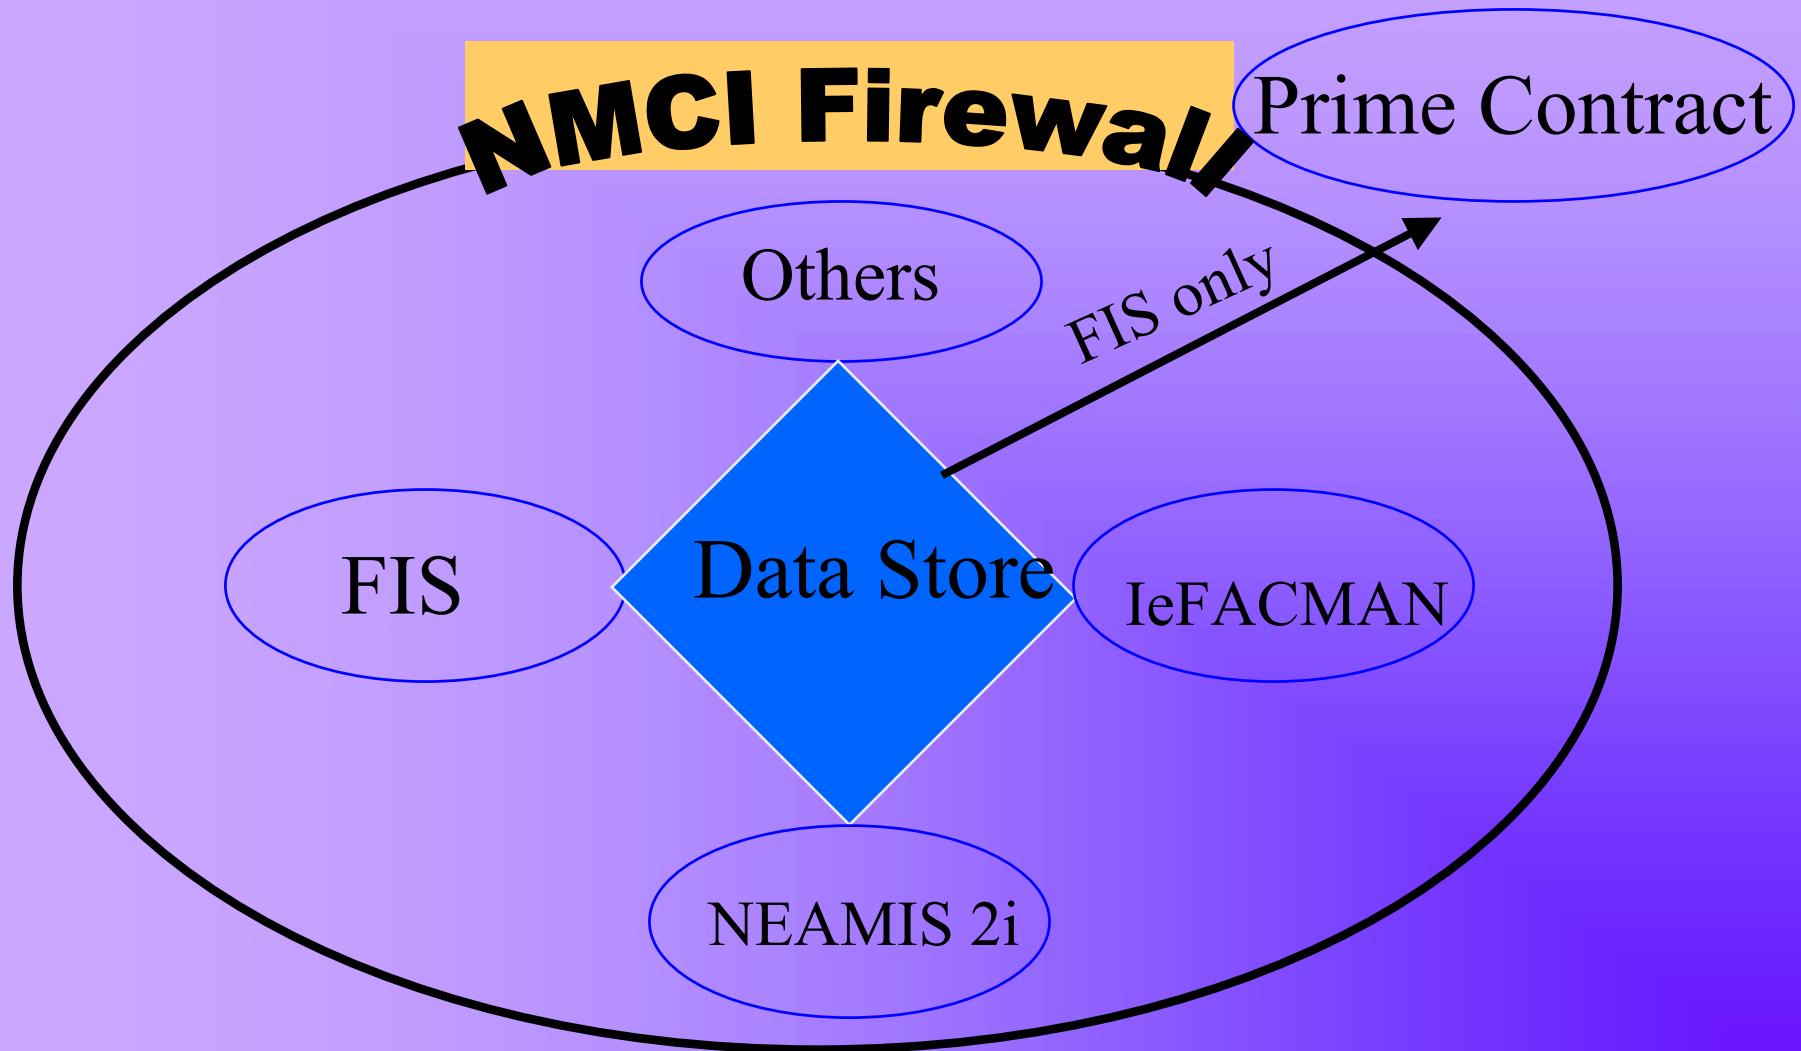 NMCI Firewall
Prime Contract
Others
FIS only
FIS
Data Store
IeFACMAN
NEAMIS 2i